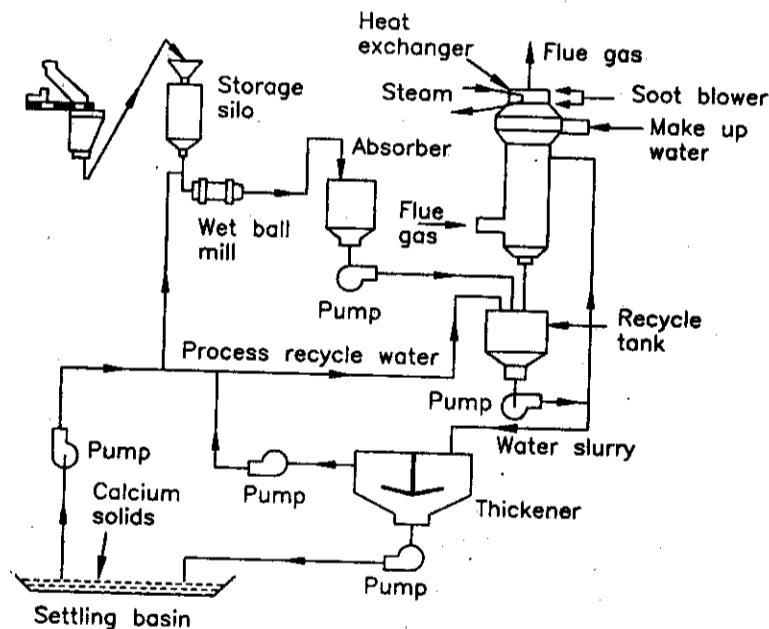 Heat
exchanger
Flue gas
Storage
silo
Steam
Soot blower
Make up
water
Absorber
Wet ball
mill
Flue
gas
Pump
Recycle
tank
Process recycle water
Pump
Water slurry
Pump
Pump
Thickener
Calcium
solids
Pump
Settling basin